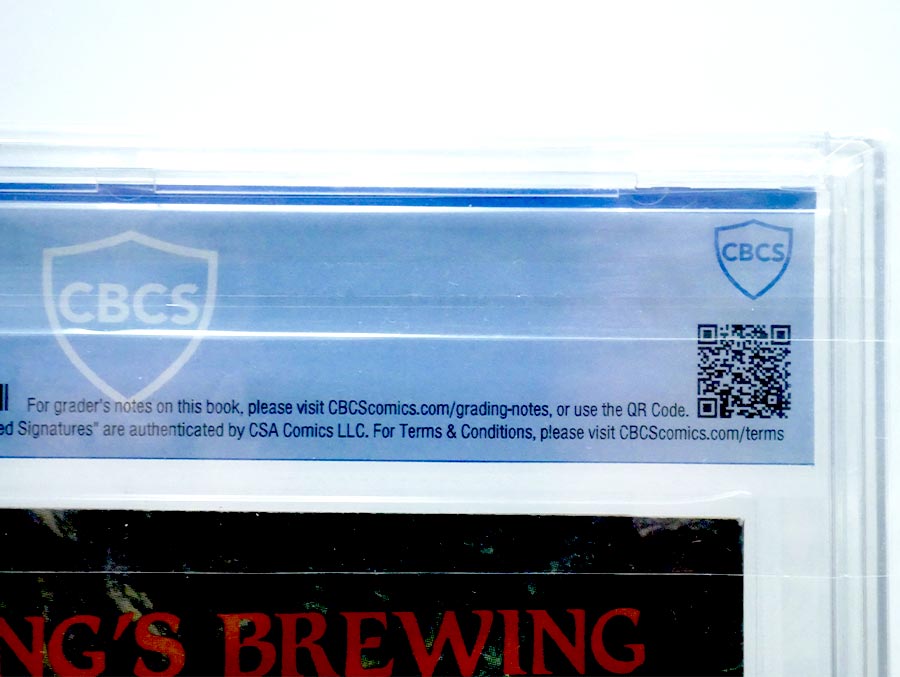 CBCS
CBCS
For grader's notes on this book, please visit CBCScomics.com/grading-notes, or use the QR Code.
ed Signatures" are authenticated by CSA Comics LLC. For Terms & Conditions, please visit CBCScomics.com/terms
NG'S BREWING